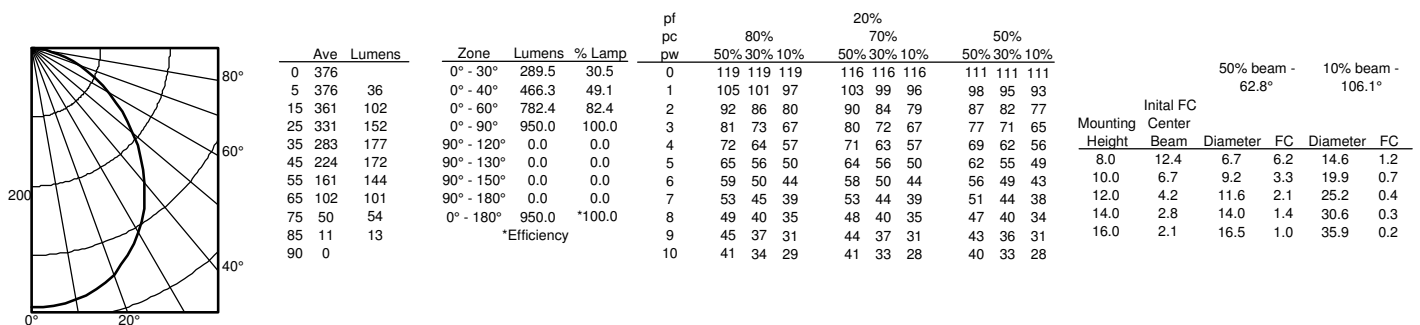 80°
60°
200
40°
0° 20°
Ave Lumens
0 376
5 376 36
15 361 102
25 331 152
35 283 177
45 224 172
55 161 144
65 102 101
75 50 54
85 11 13
90 0
Zone Lumens % Lamp
0° - 30° 289.5 30.5
0° - 40° 466.3 49.1
0° - 60° 782.4 82.4
0° - 90° 950.0 100.0
90° - 120° 0.0 0.0
90° - 130° 0.0 0.0
90° - 150° 0.0 0.0
90° - 180° 0.0 0.0
0° - 180° 950.0 *100.0
*Efficiency
pf 20%
pc 80% 70% 50%
pw 50% 30% 10% 50% 30% 10% 50% 30% 10%
0 119 119 119 116 116 116 111 111 111
1 105 101 97 103 99 96 98 95 93
2 92 86 80 90 84 79 87 82 77
3 81 73 67 80 72 67 77 71 65
4 72 64 57 71 63 57 69 62 56
5 65 56 50 64 56 50 62 55 49
6 59 50 44 58 50 44 56 49 43
7 53 45 39 53 44 39 51 44 38
8 49 40 35 48 40 35 47 40 34
9 45 37 31 44 37 31 43 36 31
10 41 34 29 41 33 28 40 33 28
50% beam - 10% beam -
62.8° 106.1°
Inital FC
Mounting Center
Height Beam Diameter FC Diameter FC
8.0 12.4 6.7 6.2 14.6 1.2
10.0 6.7 9.2 3.3 19.9 0.7
12.0 4.2 11.6 2.1 25.2 0.4
14.0 2.8 14.0 1.4 30.6 0.3
16.0 2.1 16.5 1.0 35.9 0.2